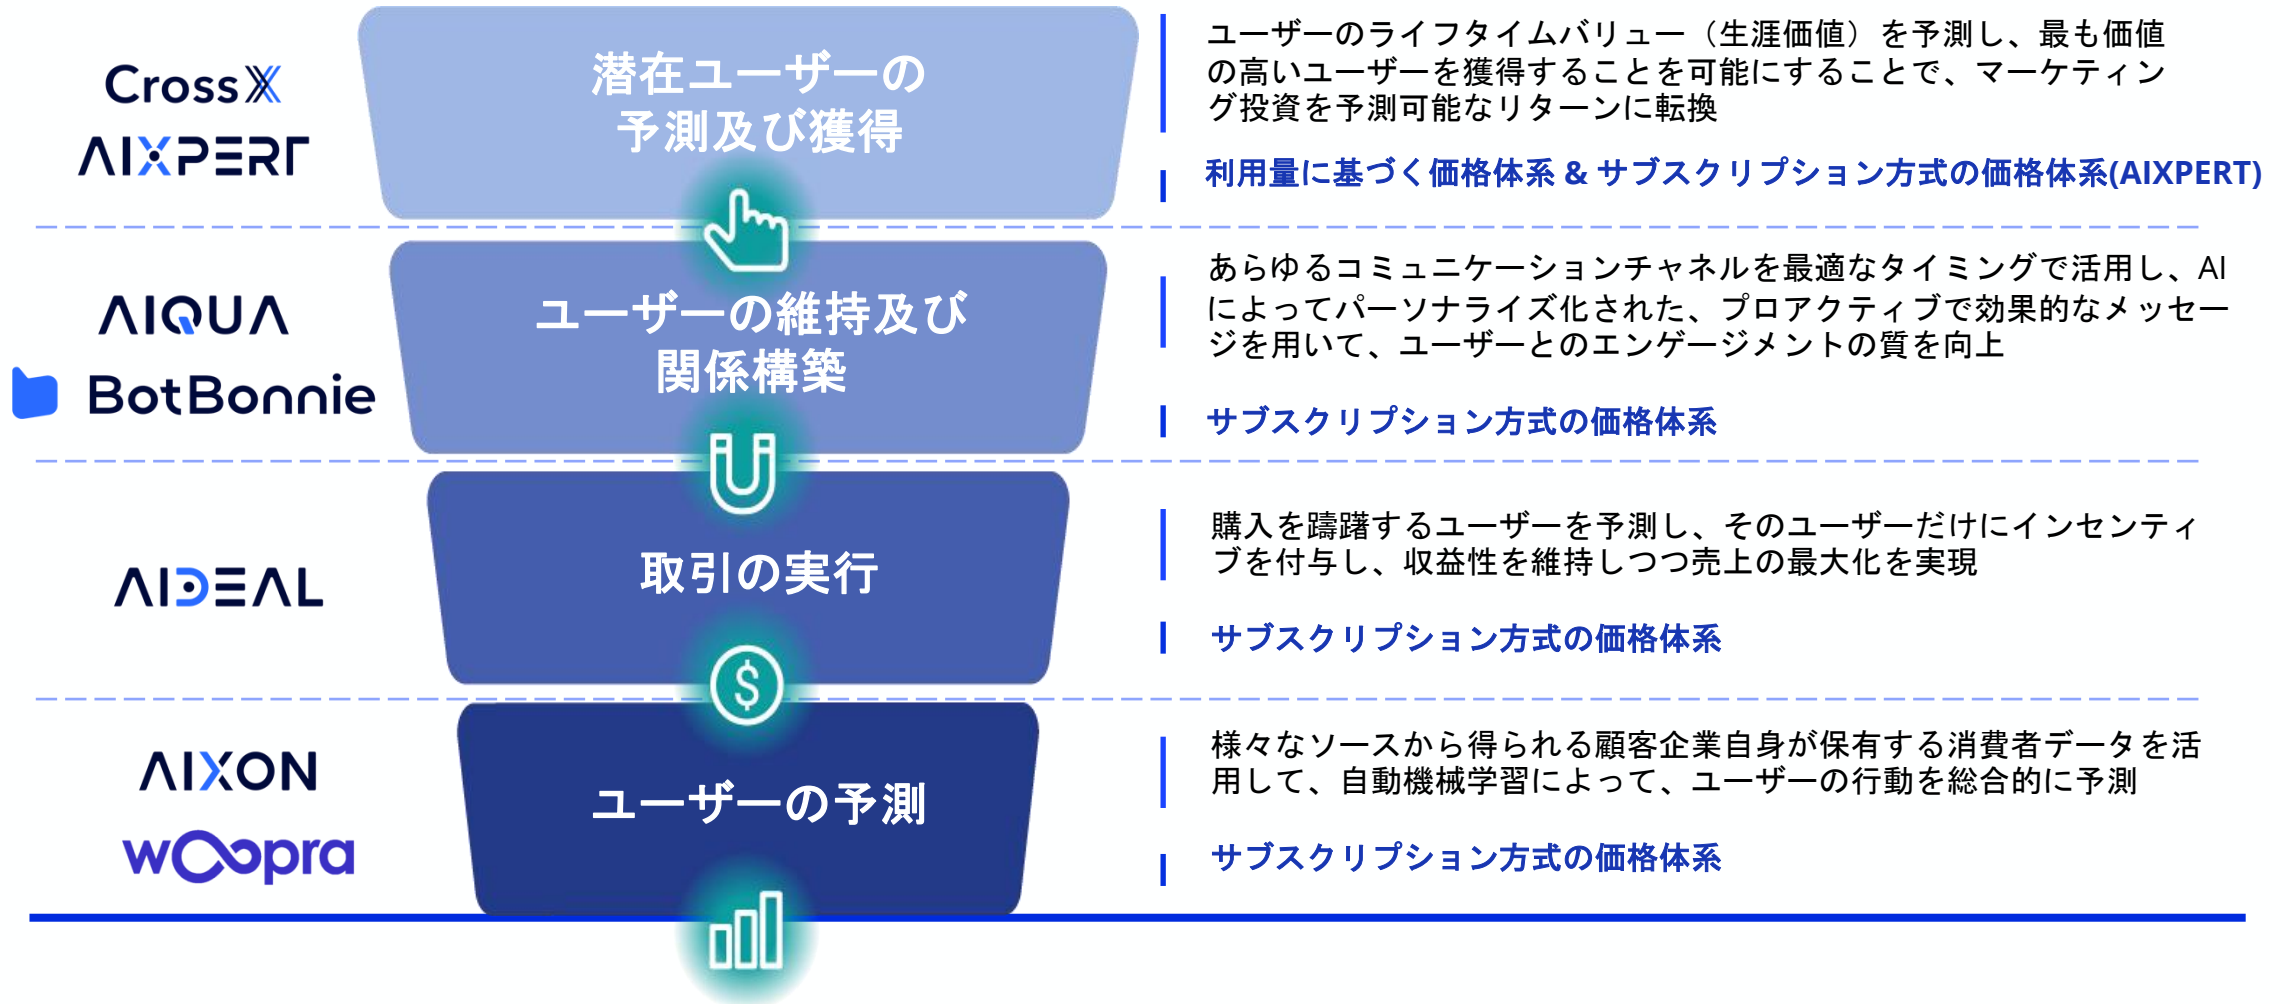 CrossX
AIXPERT
潜在ユーザーの
予測及び獲得
ユーザーのライフタイムバリュー（生涯価値）を予測し、最も価値
の高いユーザーを獲得することを可能にすることで、マーケティン
グ投資を予測可能なリターンに転換
利用量に基づく価格体系 & サブスクリプション方式の価格体系(AIXPERT)
AIQUA
BotBonnie
ユーザーの維持及び
関係構築
あらゆるコミュニケーションチャネルを最適なタイミングで活用し、AI
によってパーソナライズ化された、プロアクティブで効果的なメッセー
ジを用いて、ユーザーとのエンゲージメントの質を向上
サブスクリプション方式の価格体系
AIDEAL
取引の実行
購入を躊躇するユーザーを予測し、そのユーザーだけにインセンティ
ブを付与し、収益性を維持しつつ売上の最大化を実現
サブスクリプション方式の価格体系
$
AIXON
woopra
ユーザーの予測
様々なソースから得られる顧客企業自身が保有する消費者データを活
用して、自動機械学習によって、ユーザーの行動を総合的に予測
サブスクリプション方式の価格体系